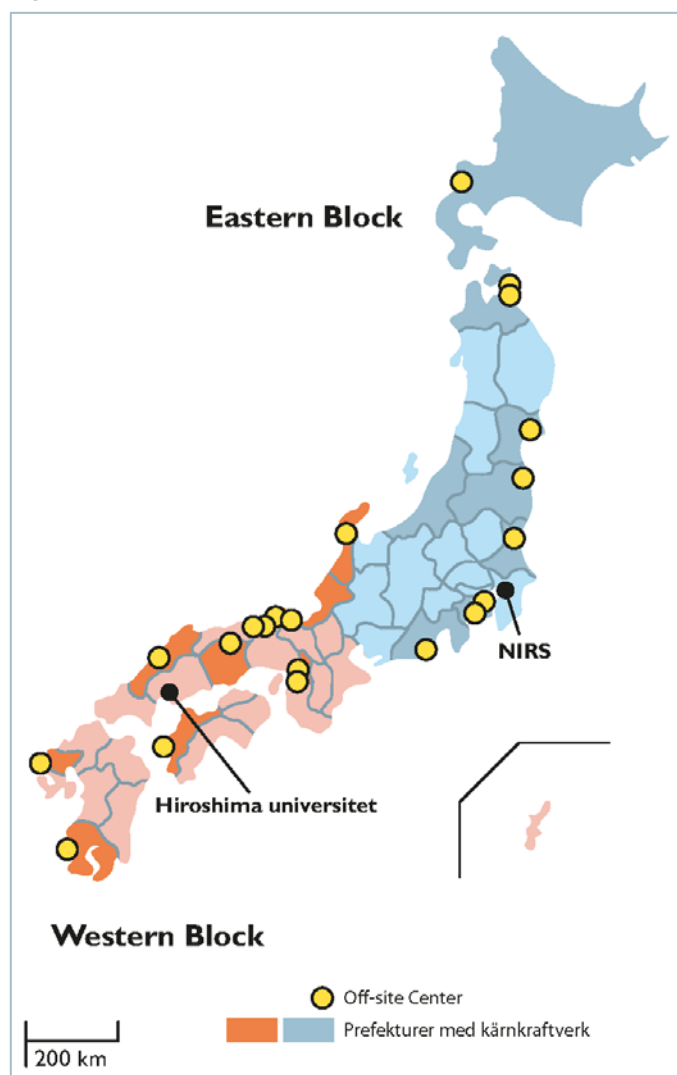 Eastern Block
NIRS
Hiroshima universitet
Western Block
Off-site Center
Prefekturer med kärnkraftverk
200 km